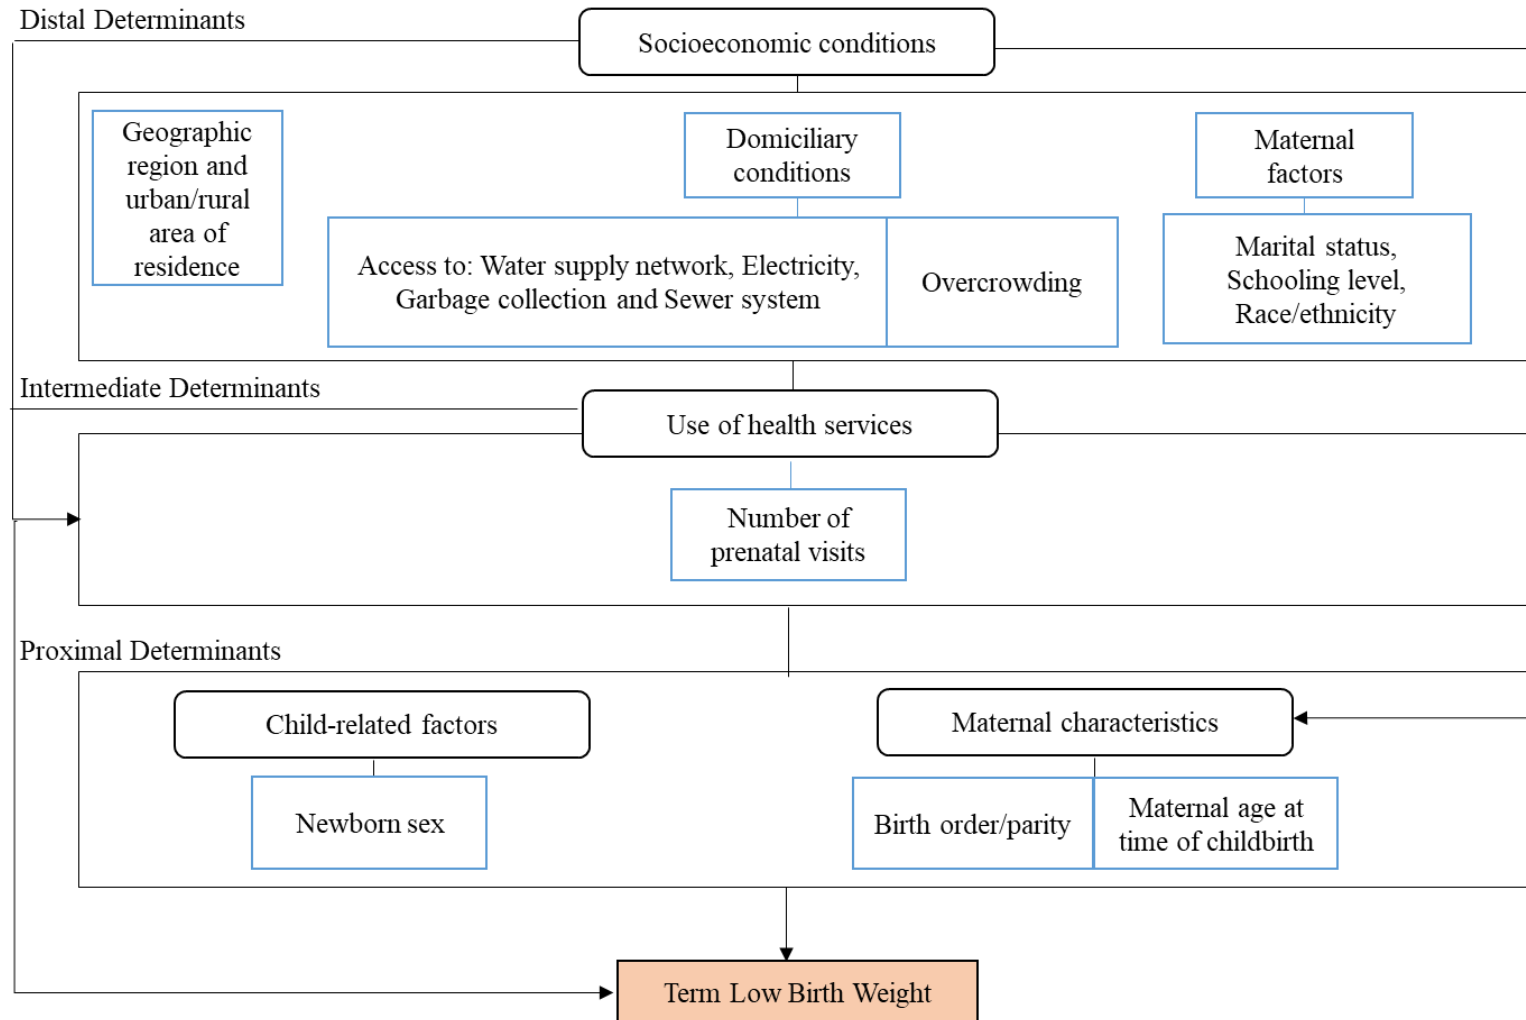 Distal Determinants
Socioeconomic conditions
Geographic
region and
urban/rural
area of
residence
Domiciliary
conditions
Maternal
factors
Access to: Water supply network, Electricity,
Garbage collection and Sewer system
Overcrowding
Marital status,
Schooling level,
Race/ethnicity
Intermediate Determinants
Use of health services
Number of
prenatal visits
Proximal Determinants
Child-related factors
Maternal characteristics
Newborn sex
Birth order/parity
Maternal age at
time of childbirth
Term Low Birth Weight